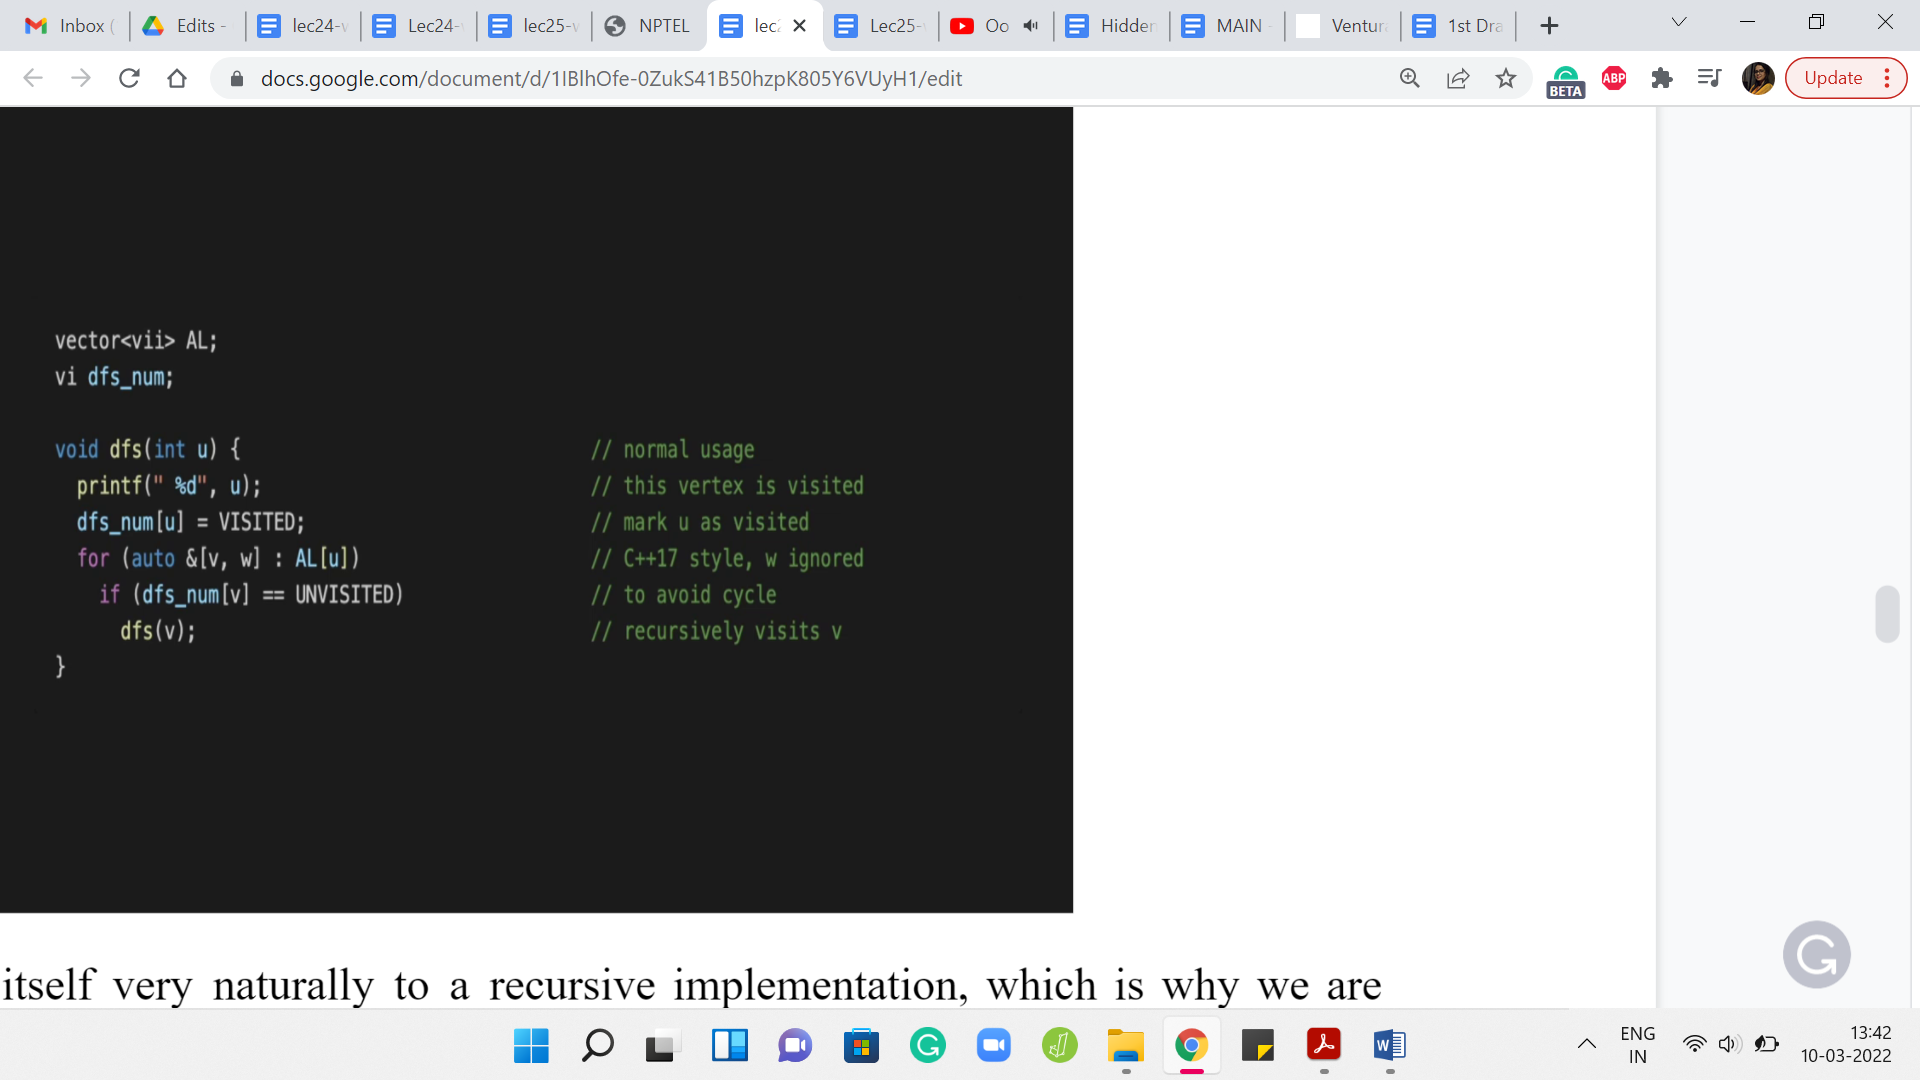 Inbox (
Edits -
lec24-v
Lec24-
lec25-v
NPTEL
lec
Lec25-
Oo
Hidden
MAIN -
Ventur
1st Dra
docs.google.com/document/d/1IBlhOfe-0ZukS41B50hzpK805Y6VUyH1/edit
BETA
ABP
Update
vector<vii> AL;
vi dfs_num;
void dfs(int u) { // normal usage
printf(" %d", u); // this vertex is visited
dfs_num[u] = VISITED; // mark u as visited
for (auto &[v, w] : AL[u]) // C++17 style, w ignored
if (dfs_num[v] == UNVISITED) // to avoid cycle
dfs(v); // recursively visits v
}
itself very naturally to a recursive implementation, which is why we are
ENG
IN
13:42
10-03-2022